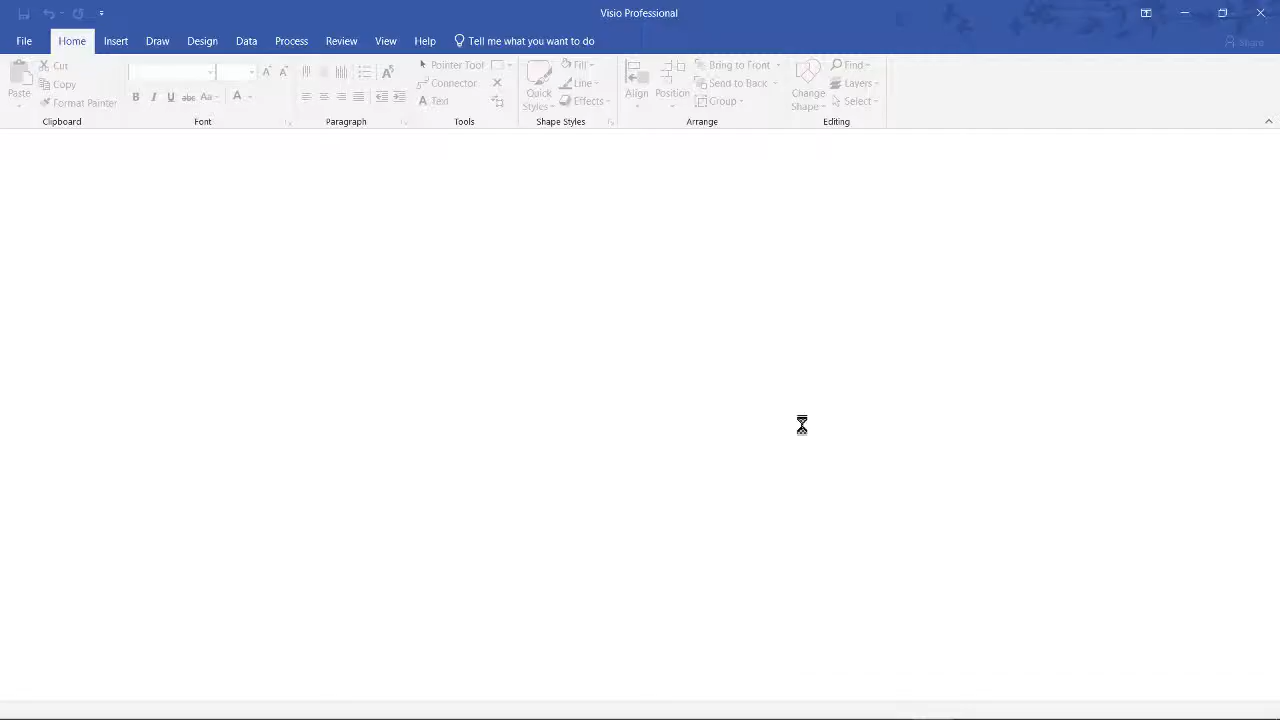 Visio Professional
File Home Insert Draw Design Data Process Review View Help Tell me what you want to do Share
Paste Cut Copy Format Painter Clipboard
B I U abc Aa A Font
Paragraph
Pointer Tool Connector A Text Tools
Quick Styles Fill Line Effects Shape Styles
Align Position Bring to Front Send to Back Group Arrange
Change Shape Find Layers Select Editing